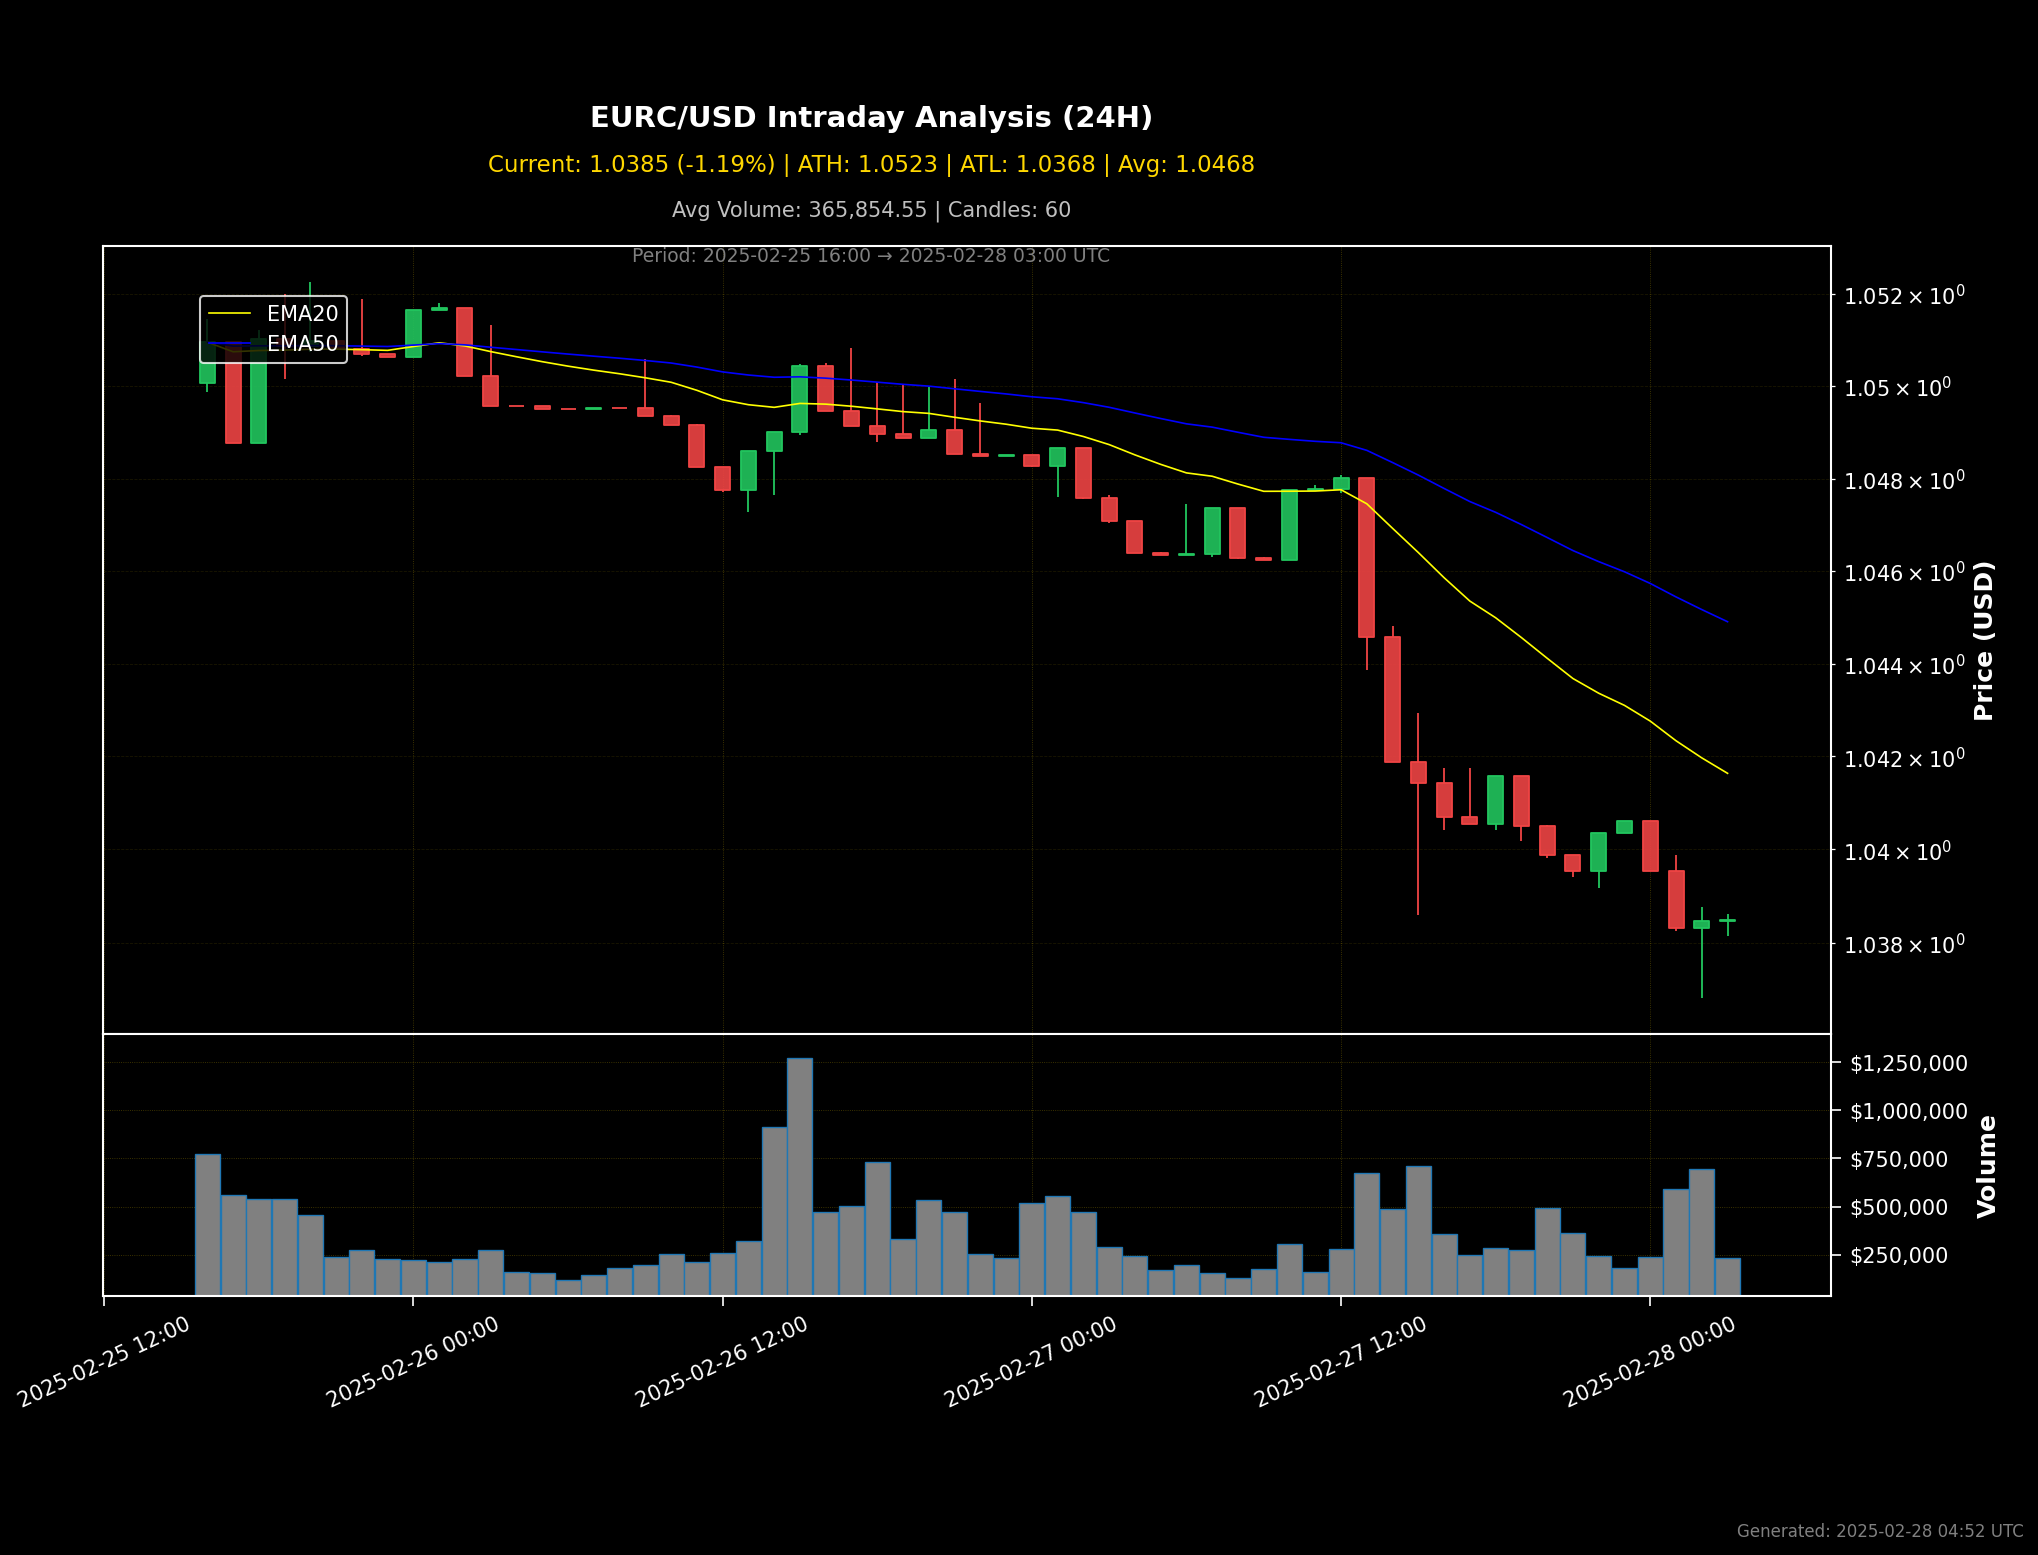 EURC/USD Intraday Analysis (24H)
Current: 1.0385 (-1.19%) | ATH: 1.0523 | ATL: 1.0368 | Avg: 1.0468
Avg Volume: 365,854.55 | Candles: 60
Period: 2025-02-25 16:00 → 2025-02-28 03:00 UTC
EMA20
EMA50
1.052 × 10⁰
1.05 × 10⁰
1.048 × 10⁰
1.046 × 10⁰
1.044 × 10⁰
1.042 × 10⁰
1.04 × 10⁰
1.038 × 10⁰
Price (USD)
$1,250,000
$1,000,000
$750,000
$500,000
$250,000
Volume
2025-02-25 12:00
2025-02-26 00:00
2025-02-26 12:00
2025-02-27 00:00
2025-02-27 12:00
2025-02-28 00:00
Generated: 2025-02-28 04:52 UTC